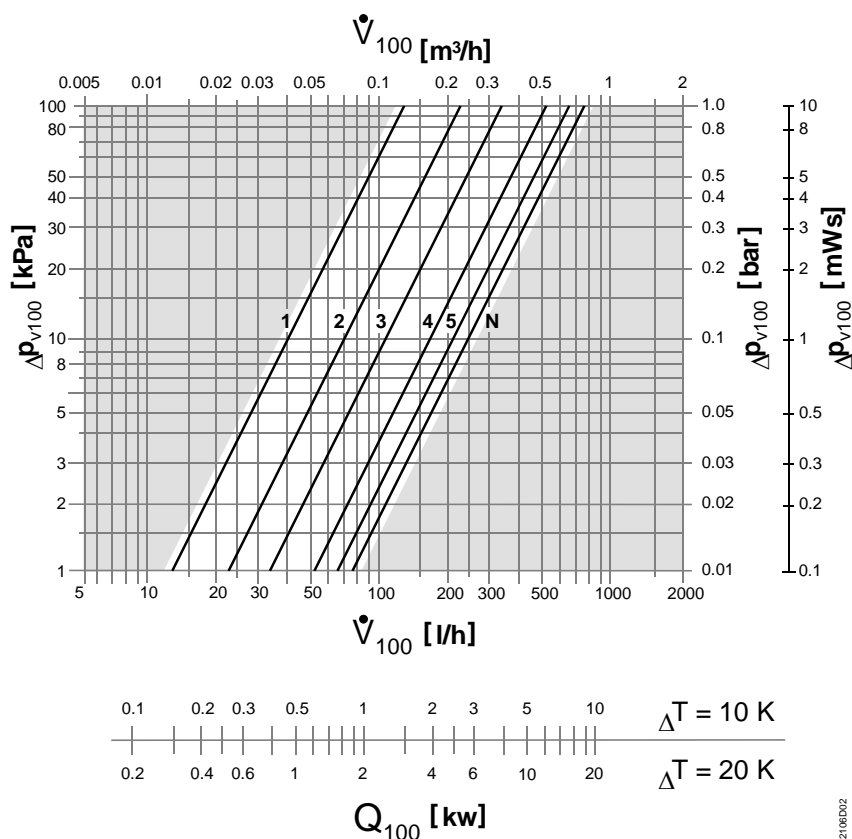 V̇100 [m³/h]
0.005 0.01 0.02 0.03 0.05 0.1 0.2 0.3 0.5 1 2
100 1.0 10
80 0.8 8
50 0.5 5
40 0.4 4
30 0.3 3
20 0.2 2
1 2 3 4 5 N
10 0.1 1
8
5 0.05 0.5
3 0.03 0.3
2 0.02 0.2
1 0.01 0.1
Δpv100 [kPa]
Δpv100 [bar]
Δpv100 [mWs]
5 10 20 30 50 100 200 300 500 1000 2000
V̇100 [l/h]
0.1 0.2 0.3 0.5 1 2 3 5 10 ΔT = 10 K
0.2 0.4 0.6 1 2 4 6 10 20 ΔT = 20 K
Q100 [kw]
2106D02